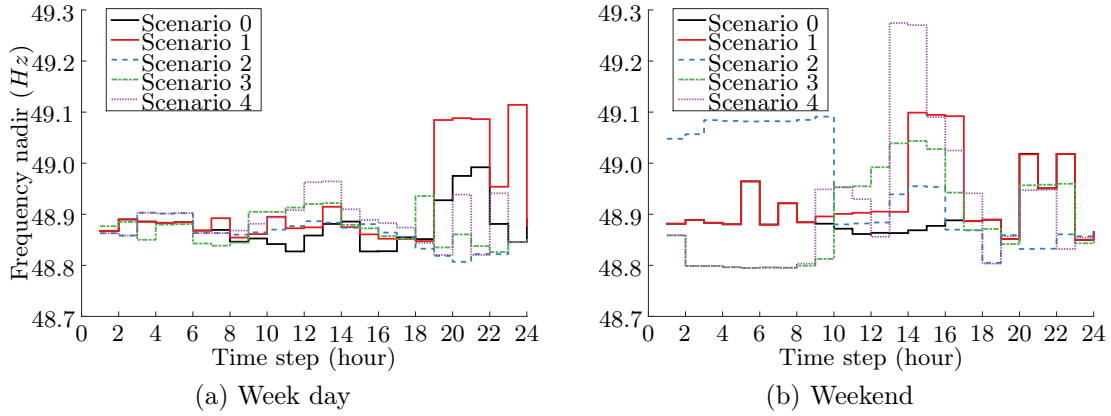 49.3
49.2
49.1
49.0
48.9
48.8
48.7
Frequency nadir (Hz)
Scenario 0
Scenario 1
Scenario 2
Scenario 3
Scenario 4
0 2 4 6 8 10 12 14 16 18 20 22 24
Time step (hour)
(a) Week day
49.3
49.2
49.1
49.0
48.9
48.8
48.7
Scenario 0
Scenario 1
Scenario 2
Scenario 3
Scenario 4
0 2 4 6 8 10 12 14 16 18 20 22 24
Time step (hour)
(b) Weekend